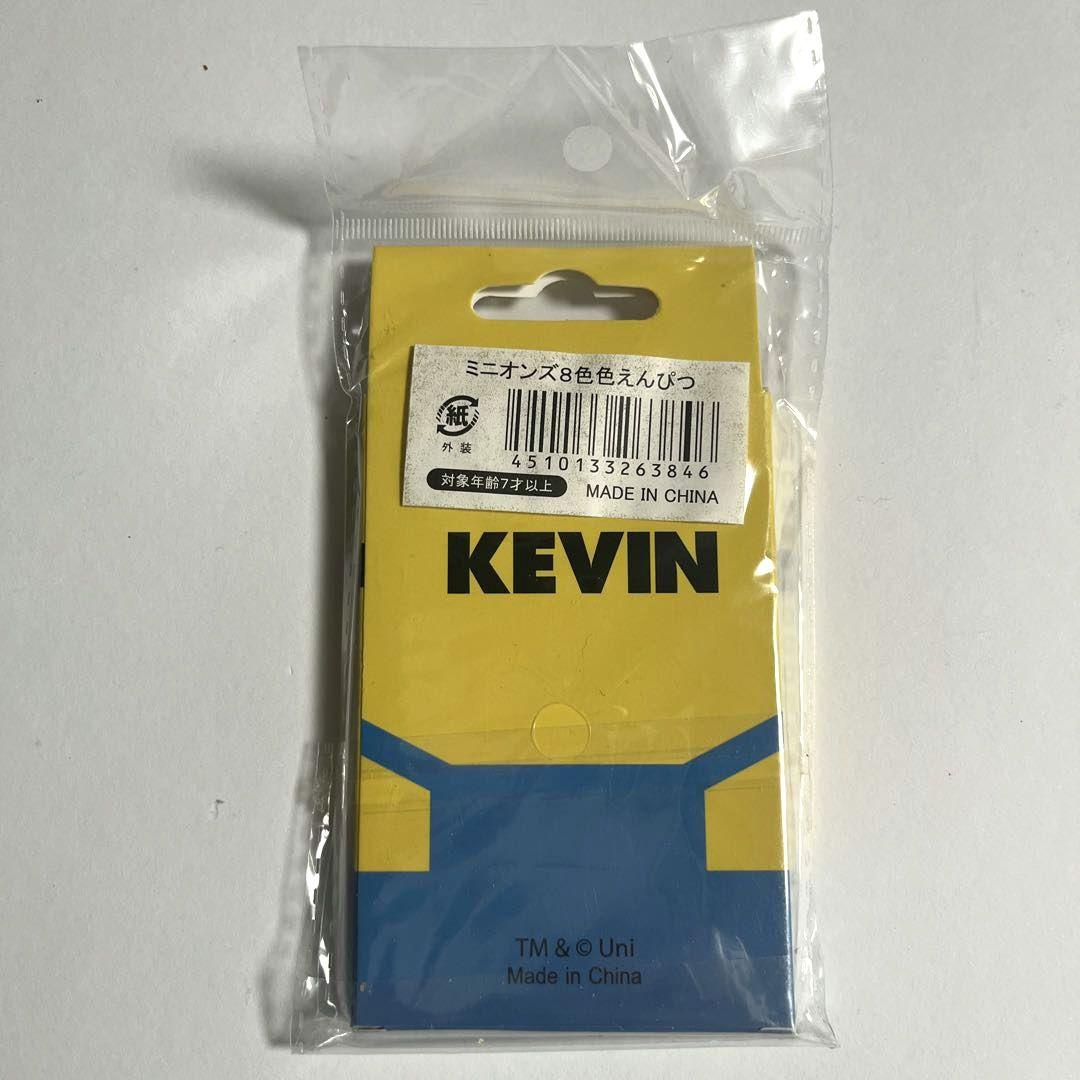 ミニオンズ8色色えんぴつ
紙
外装
4510133263846
対象年齢7才以上
MADE IN CHINA
KEVIN
TM & © Uni
Made in China